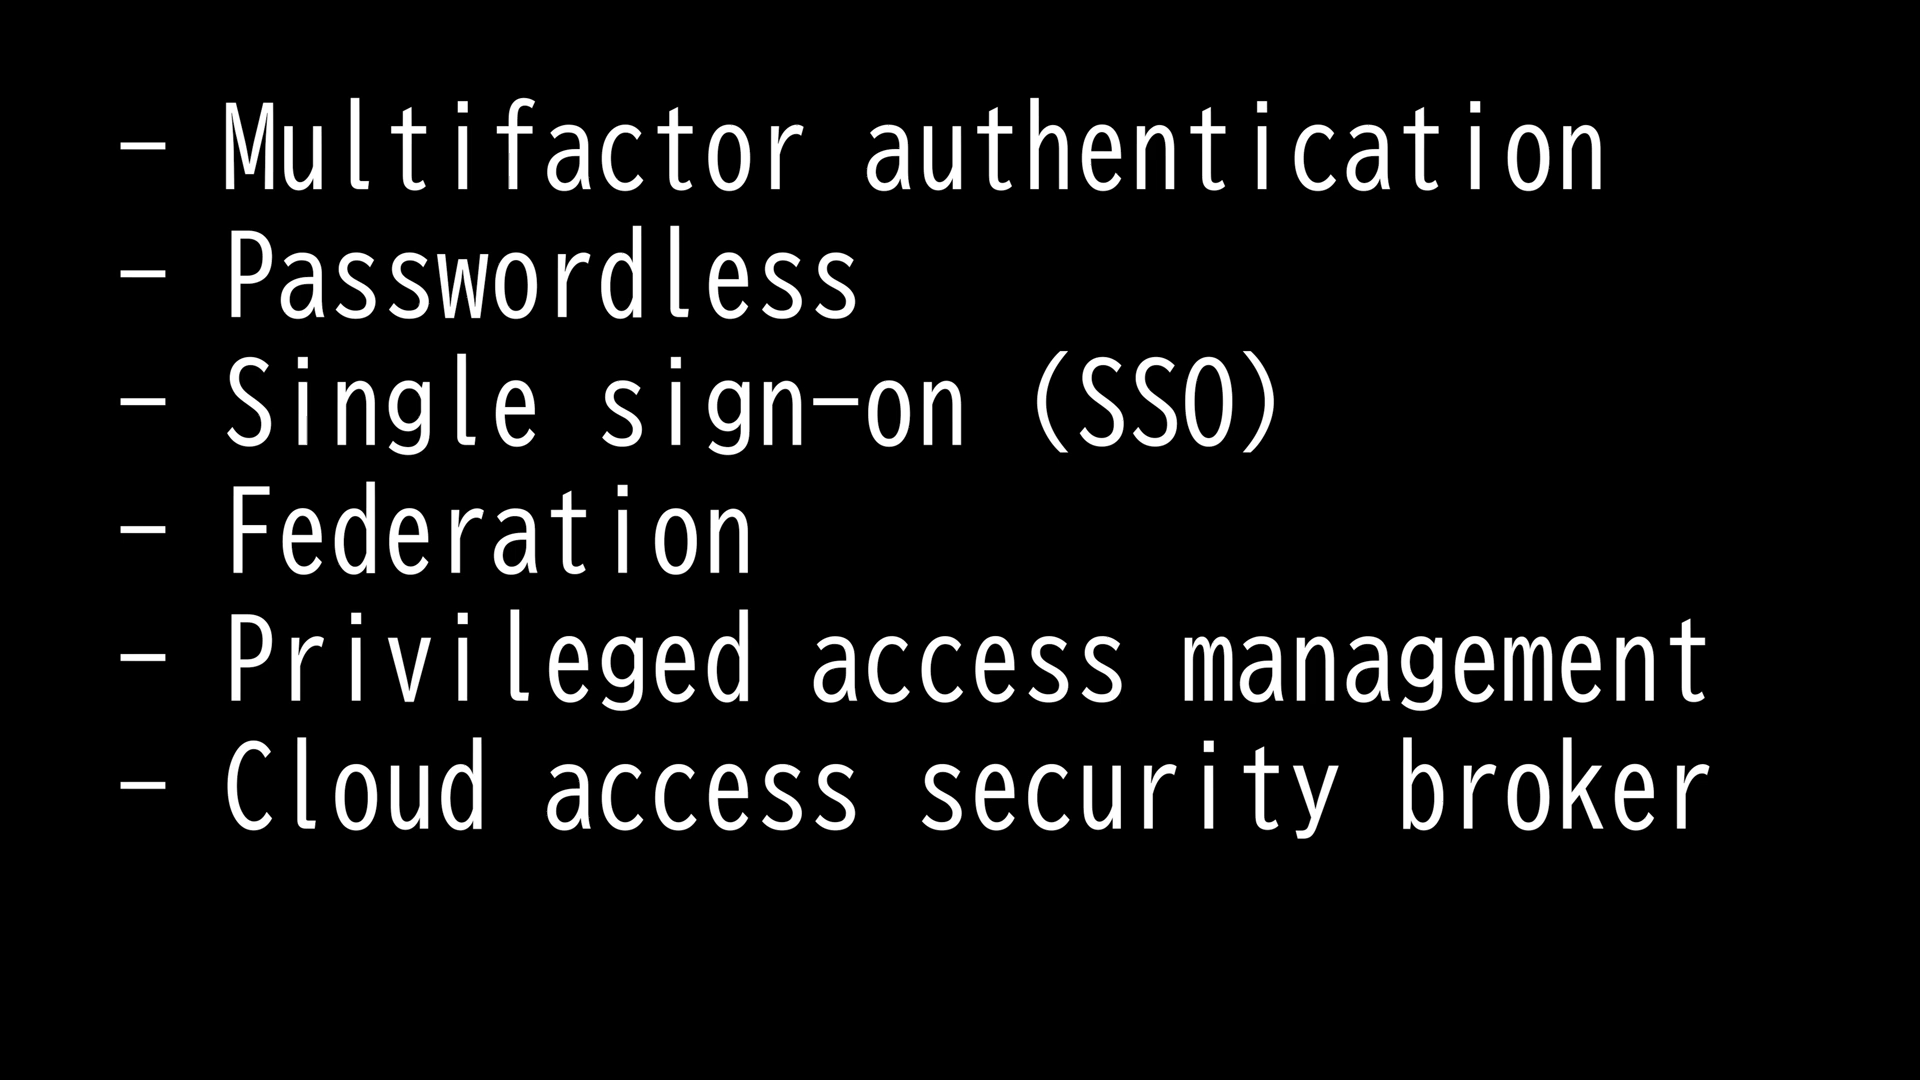 - Multifactor authentication
- Passwordless
- Single sign-on (SSO)
- Federation
- Privileged access management
- Cloud access security broker